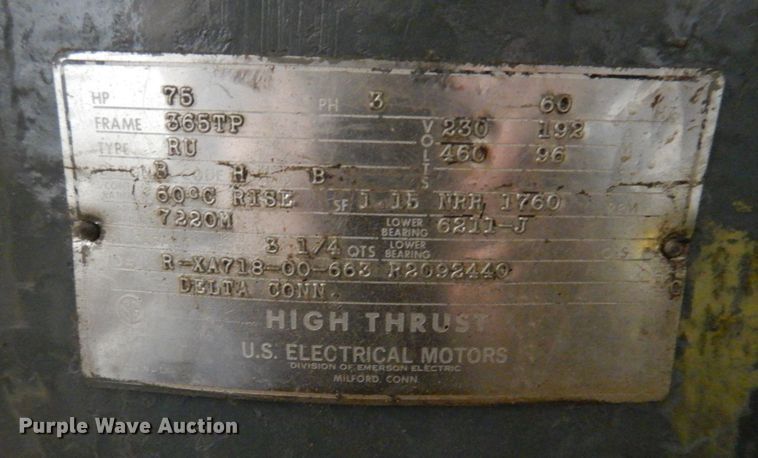 HP 75 PH 3 60
FRAME 365TP VOLTS 230 192
TYPE RU 460 96
B H B
60°C RISE SF 1.15 NRR 1760
7220M LOWER BEARING 6211-J
3 1/4 QTS LOWER BEARING
R-XA718-00-663 R2092440
DELTA CONN.
HIGH THRUST
U.S. ELECTRICAL MOTORS
DIVISION OF EMERSON ELECTRIC
MILFORD, CONN.
Purple Wave Auction